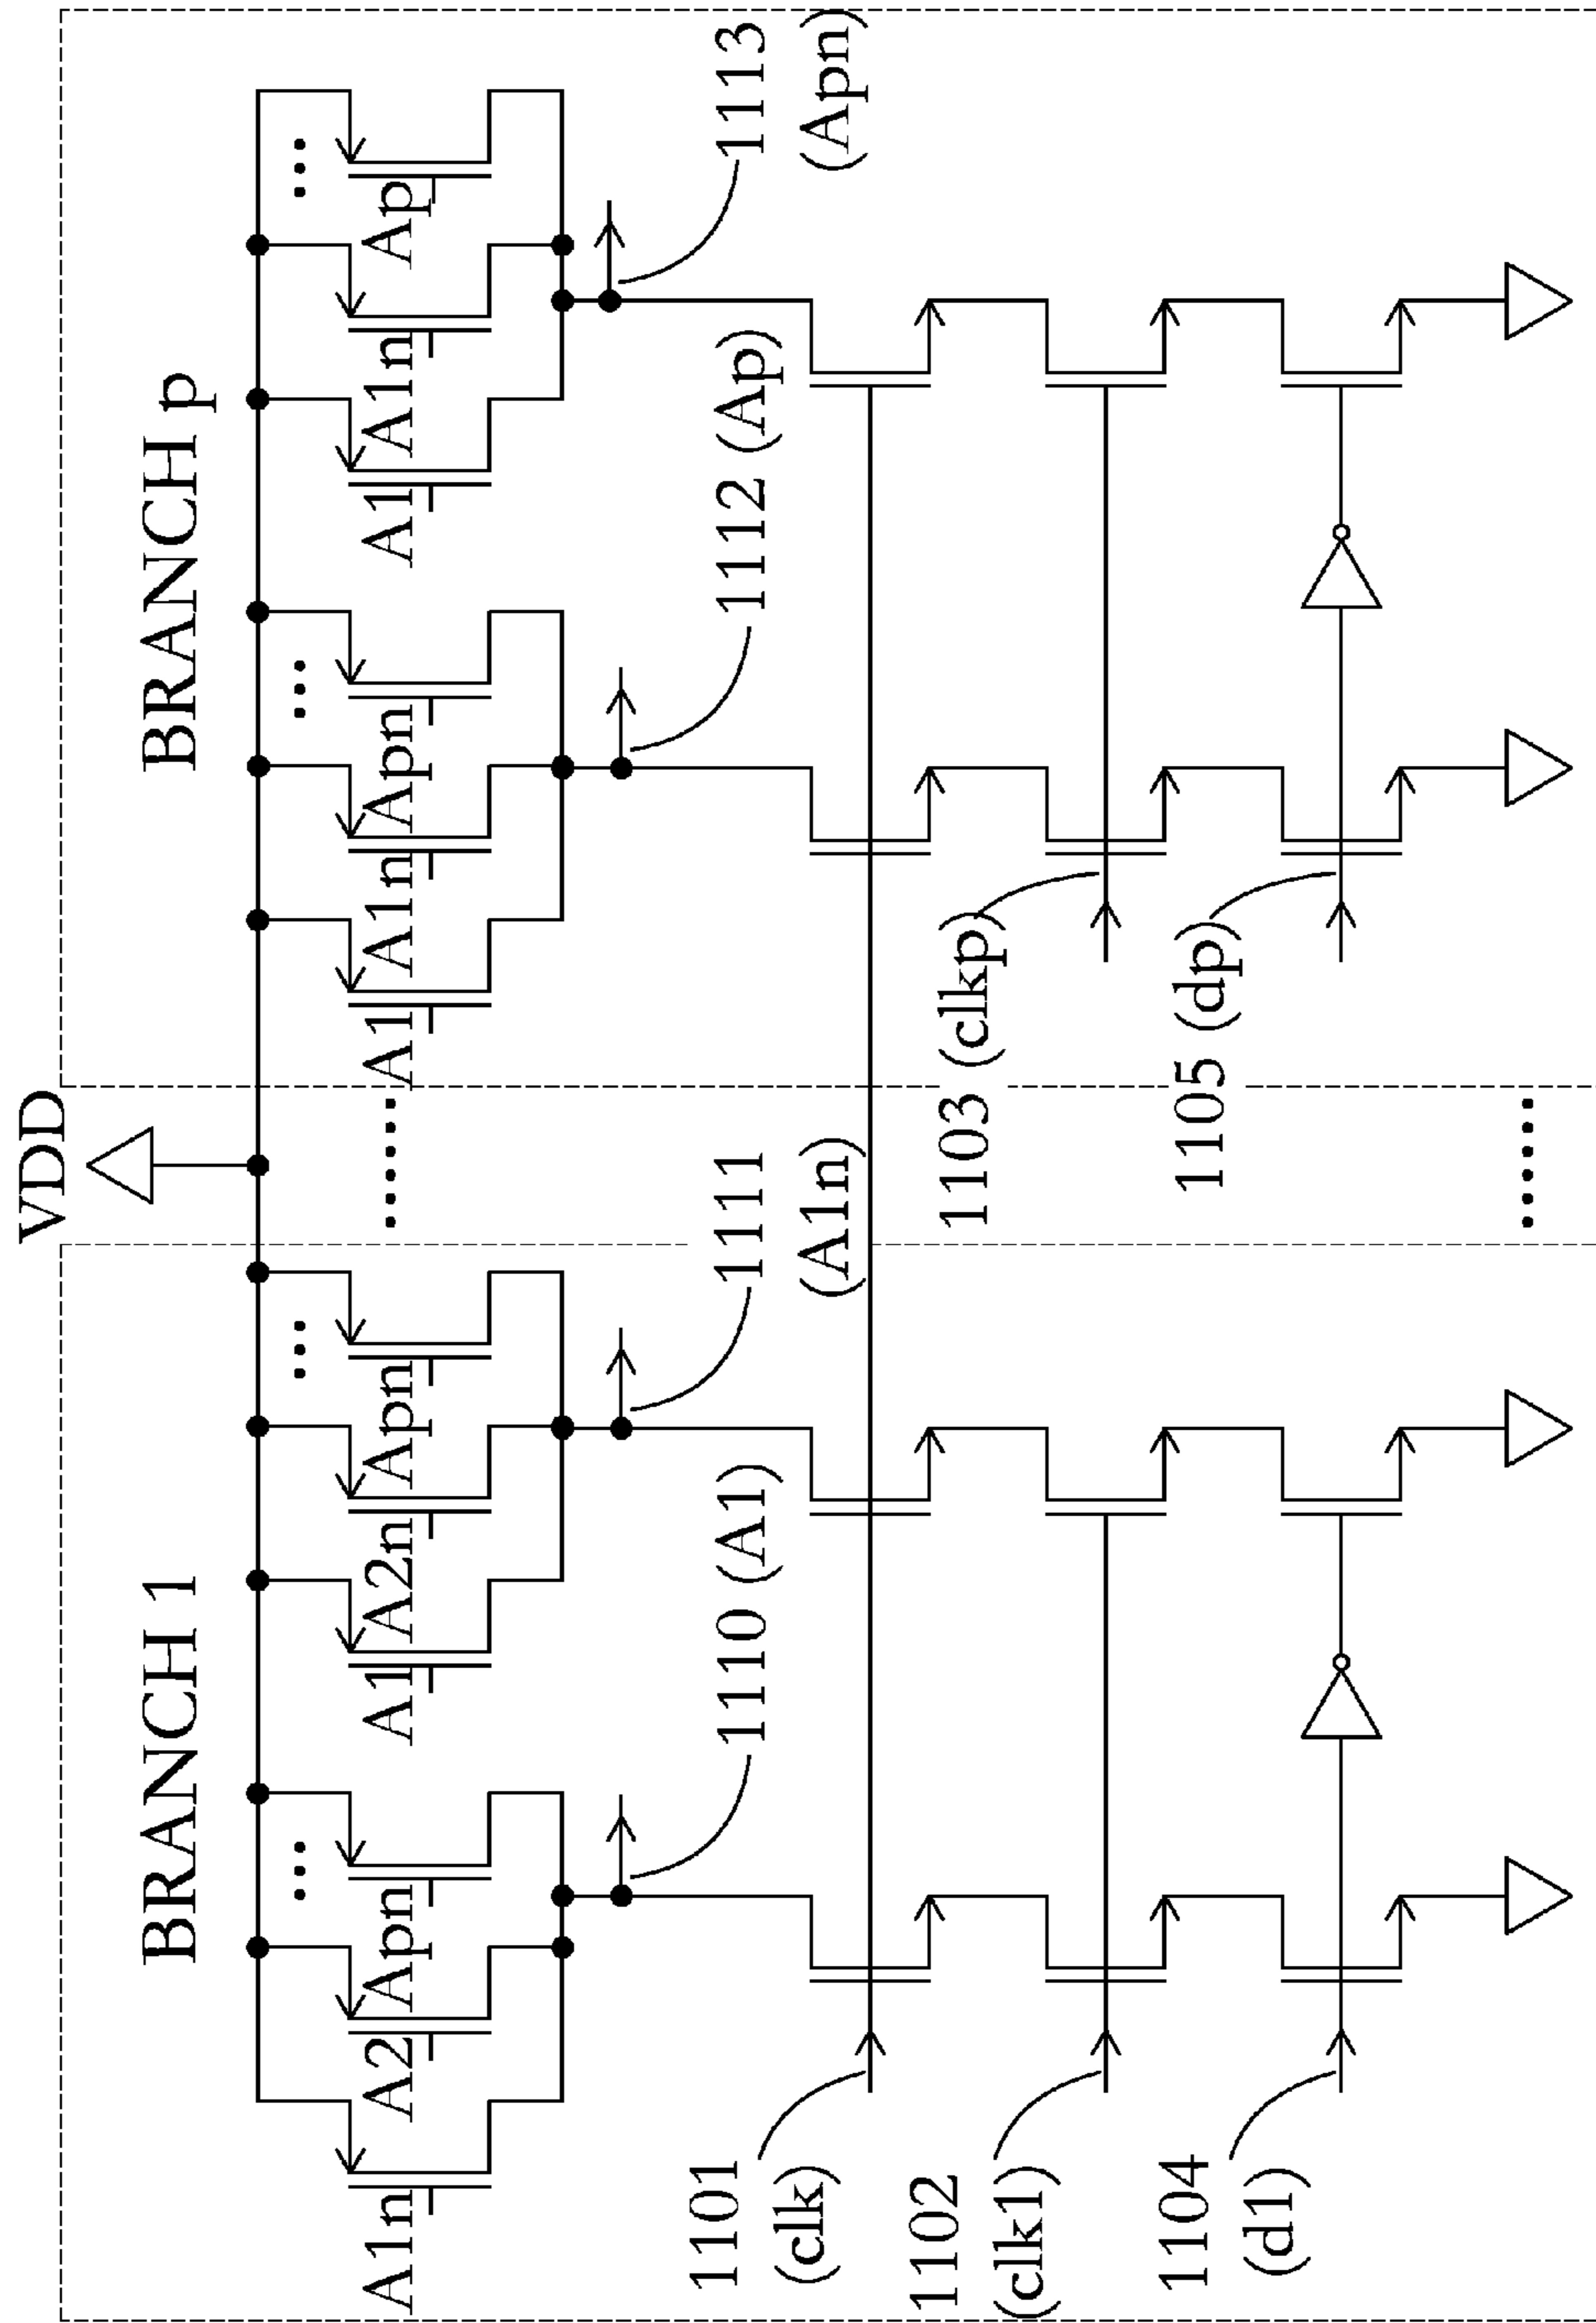 VDD
BRANCH 1
BRANCH p
A1n
A2
Apn
...
A1
A2n
Apn
...
......
A1
A1n
Apn
...
A1
A1n
Ap
...
1110 (A1)
1111
(A1n)
1112 (Ap)
1113
(Apn)
1101
(clk)
1102
(clk1)
1103 (clkp)
1104
(d1)
1105 (dp)
......